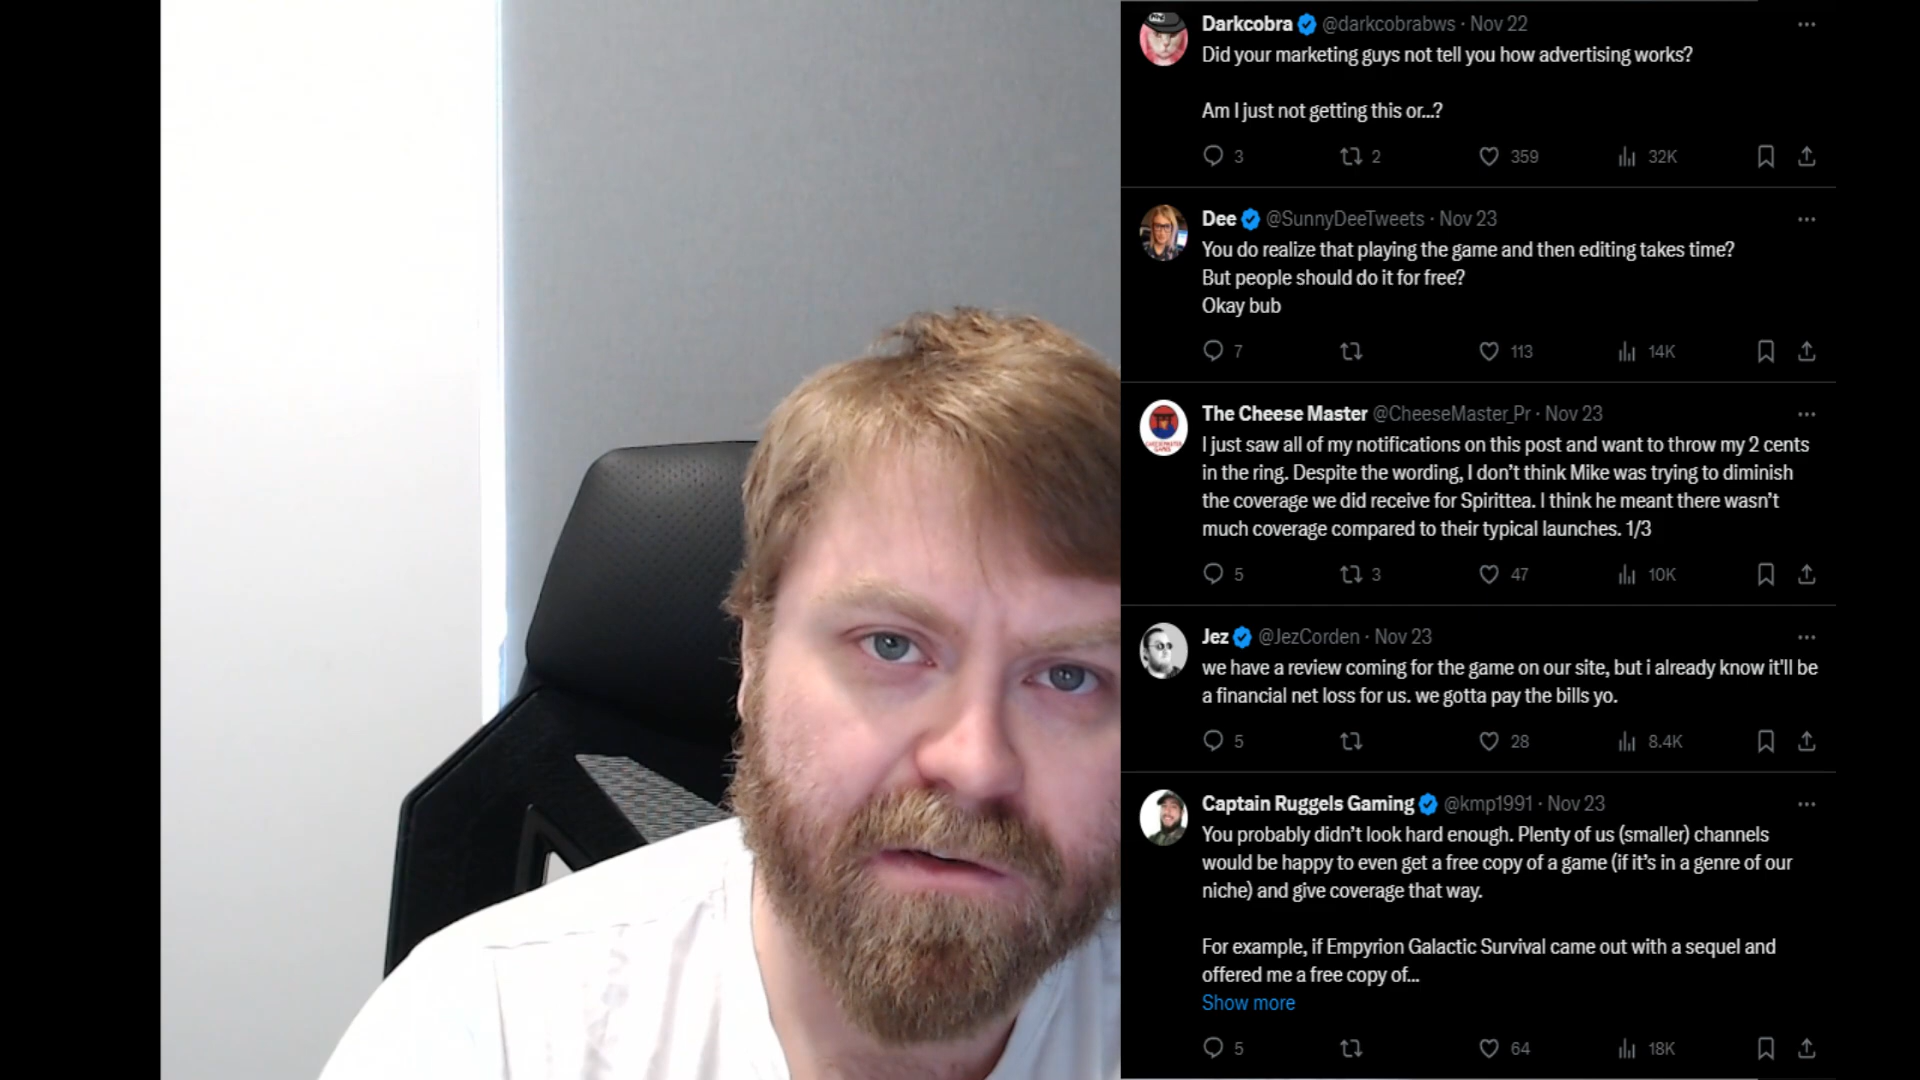 Darkcobra @darkcobrabws · Nov 22
Did your marketing guys not tell you how advertising works?
Am I just not getting this or...?
3 2 359 32K
Dee @SunnyDeeTweets · Nov 23
You do realize that playing the game and then editing takes time?
But people should do it for free?
Okay bub
7 113 14K
The Cheese Master @CheeseMaster_Pr · Nov 23
I just saw all of my notifications on this post and want to throw my 2 cents
in the ring. Despite the wording, I don't think Mike was trying to diminish
the coverage we did receive for Spirittea. I think he meant there wasn't
much coverage compared to their typical launches. 1/3
5 3 47 10K
Jez @JezCorden · Nov 23
we have a review coming for the game on our site, but i already know it'll be
a financial net loss for us. we gotta pay the bills yo.
5 28 8.4K
Captain Ruggels Gaming @kmp1991 · Nov 23
You probably didn't look hard enough. Plenty of us (smaller) channels
would be happy to even get a free copy of a game (if it's in a genre of our
niche) and give coverage that way.
For example, if Empyrion Galactic Survival came out with a sequel and
offered me a free copy of...
Show more
5 64 18K